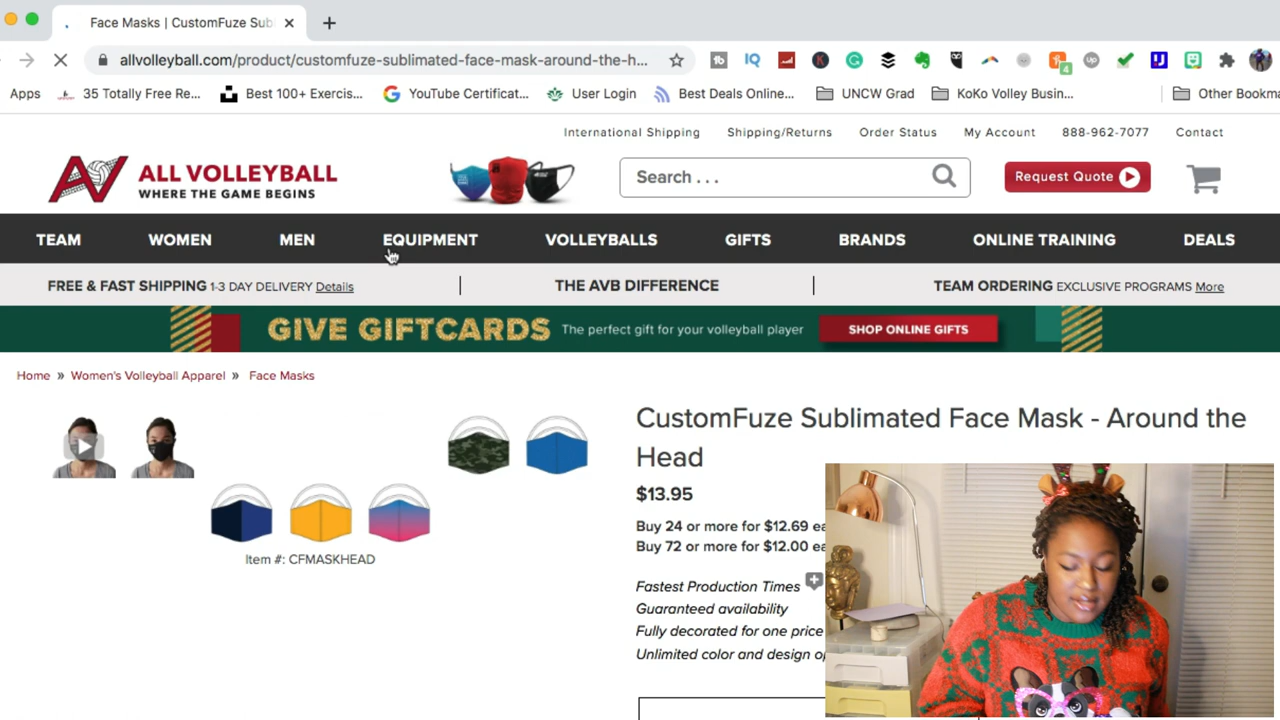 Face Masks | CustomFuze Sub
allvolleyball.com/product/customfuze-sublimated-face-mask-around-the-h...
Apps 35 Totally Free Re... Best 100+ Exercis... YouTube Certificat... User Login Best Deals Online... UNCW Grad KoKo Volley Busin... Other Bookma
International Shipping Shipping/Returns Order Status My Account 888-962-7077 Contact
AV ALL VOLLEYBALL
WHERE THE GAME BEGINS
Search . . .
Request Quote
TEAM WOMEN MEN EQUIPMENT VOLLEYBALLS GIFTS BRANDS ONLINE TRAINING DEALS
FREE & FAST SHIPPING 1-3 DAY DELIVERY Details THE AVB DIFFERENCE TEAM ORDERING EXCLUSIVE PROGRAMS More
GIVE GIFTCARDS The perfect gift for your volleyball player SHOP ONLINE GIFTS
Home » Women's Volleyball Apparel » Face Masks
CustomFuze Sublimated Face Mask - Around the
Head
$13.95
Buy 24 or more for $12.69 ea
Buy 72 or more for $12.00 ea
Item #: CFMASKHEAD
Fastest Production Times
Guaranteed availability
Fully decorated for one price
Unlimited color and design op